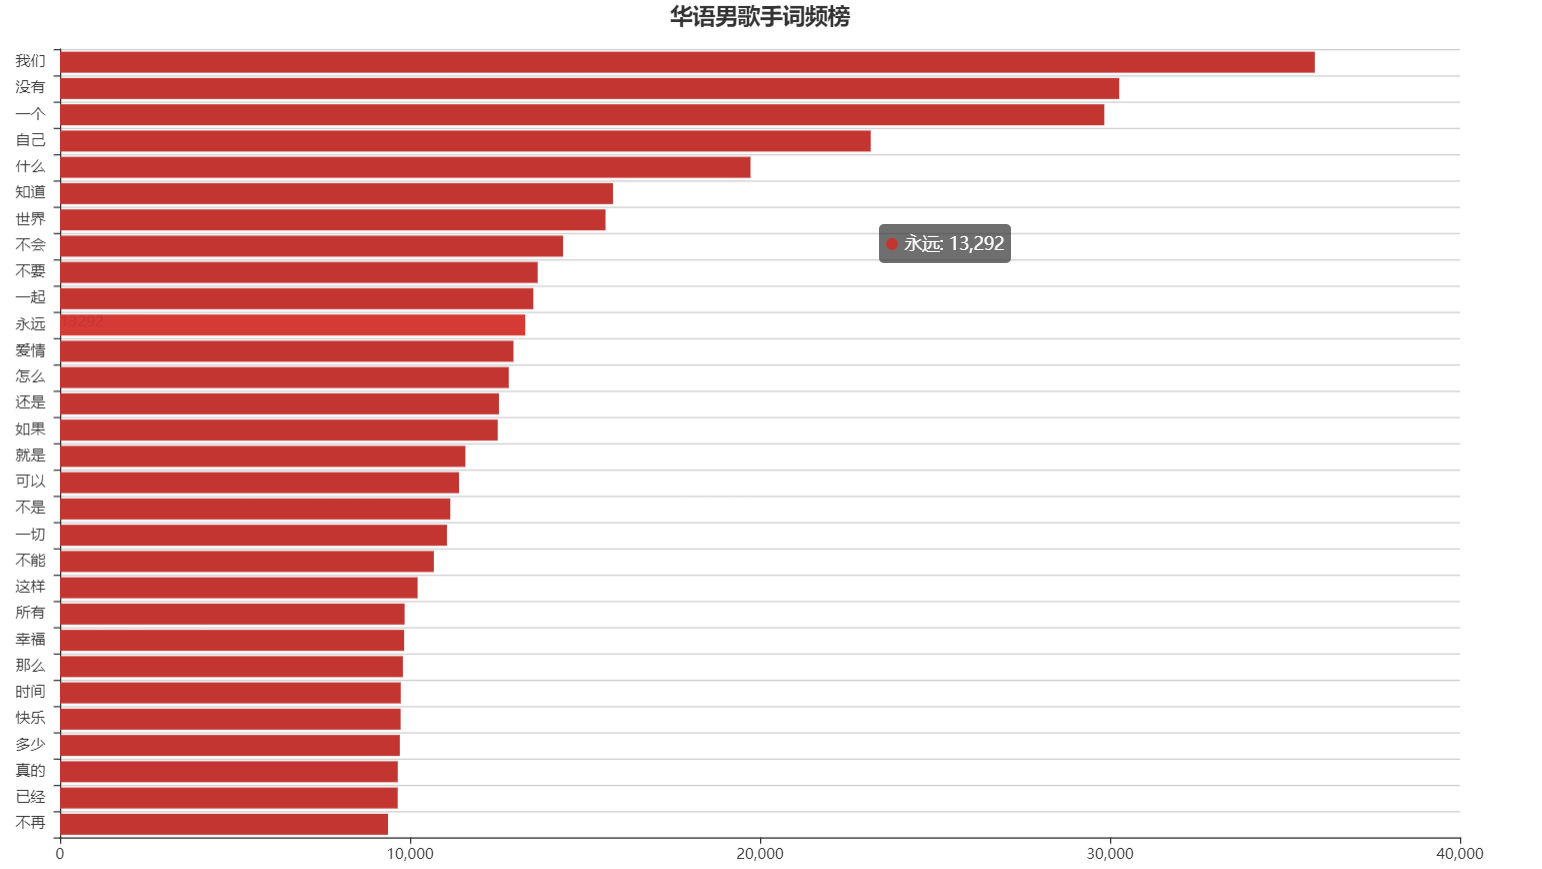 华语男歌手词频榜
我们
没有
一个
自己
什么
知道
世界
永远: 13,292
不会
不要
一起
永远
13292
爱情
怎么
还是
如果
就是
可以
不是
一切
不能
这样
所有
幸福
那么
时间
快乐
多少
真的
已经
不再
0 10,000 20,000 30,000 40,000